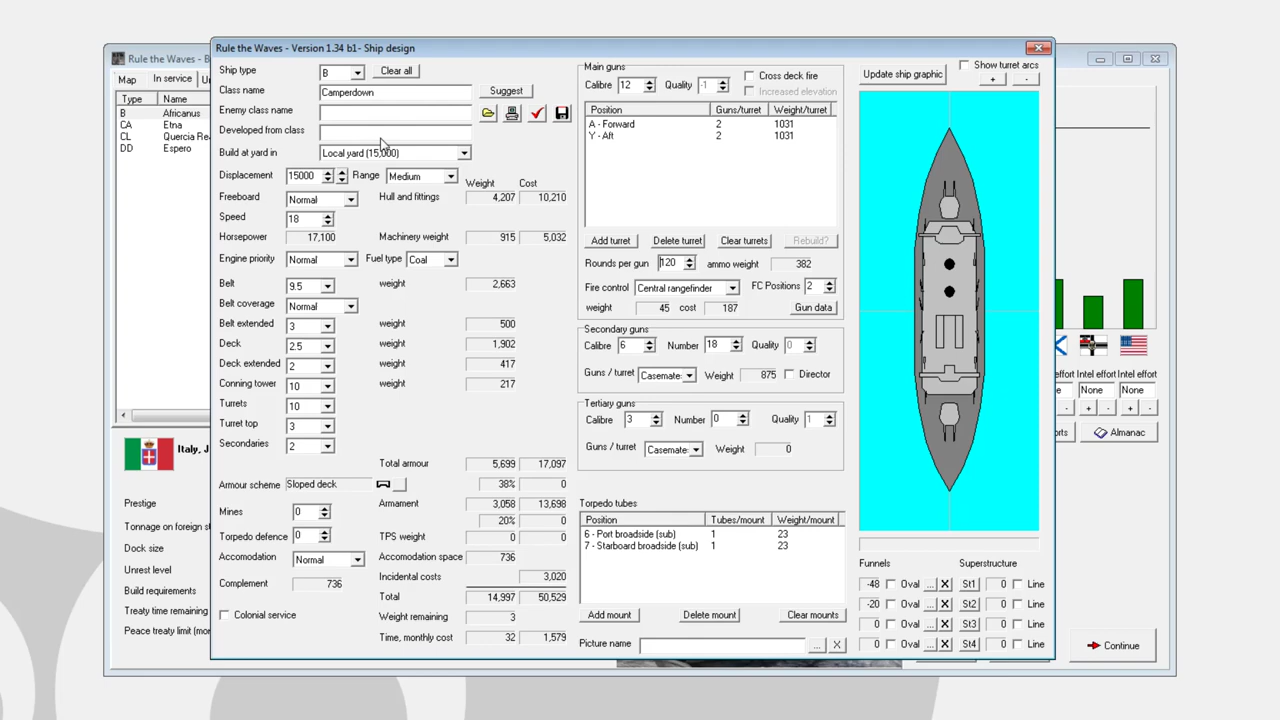 Rule the Waves - B
Rule the Waves - Version 1.34 b1- Ship design
Map In service U
Type Name
B Africanus
CA Etna
CL Quercia Re
DD Espero
Italy, J
Prestige
Tonnage on foreign st
Dock size
Unrest level
Build requirements
Treaty time remaining
Peace treaty limit (mor
Ship type B Clear all
Class name Camperdown Suggest
Enemy class name
Developed from class
Build at yard in Local yard (15,000)
Displacement 15000 Range Medium Weight Cost
Freeboard Normal Hull and fittings 4,207 10,210
Speed 18
Horsepower 17,100 Machinery weight 915 5,032
Engine priority Normal Fuel type Coal
Belt 9.5 weight 2,663
Belt coverage Normal
Belt extended 3 weight 500
Deck 2.5 weight 1,902
Deck extended 2 weight 417
Conning tower 10 weight 217
Turrets 10
Turret top 3
Secondaries 2
Total armour 5,699 17,097
Armour scheme Sloped deck 38% 0
Mines 0 Armament 3,058 13,698
20% 0
Torpedo defence 0 TPS weight 0 0
Accomodation Normal Accomodation space 736
Complement 736 Incidental costs 3,020
Total 14,997 50,529
Colonial service Weight remaining 3
Time, monthly cost 32 1,579
Main guns
Calibre 12 Quality -1 Cross deck fire
Increased elevation
Position Guns/turret Weight/turret
A - Forward 2 1031
Y - Aft 2 1031
Add turret Delete turret Clear turrets Rebuild?
Rounds per gun 120 ammo weight 382
Fire control Central rangefinder FC Positions 2
weight 45 cost 187 Gun data
Secondary guns
Calibre 6 Number 18 Quality 0
Guns / turret Casemate Weight 875 Director
Tertiary guns
Calibre 3 Number 0 Quality 1
Guns / turret Casemate Weight 0
Torpedo tubes
Position Tubes/mount Weight/mount
6 - Port broadside (sub) 1 23
7 - Starboard broadside (sub) 1 23
Add mount Delete mount Clear mounts
Picture name ... X
Update ship graphic Show turret arcs
+ -
Funnels Superstructure
-48 Oval ... X St1 0 Line
-20 Oval ... X St2 0 Line
0 Oval ... X St3 0 Line
0 Oval ... X St4 0 Line
effort Intel effort Intel effort
None None
- + - + -
orts Almanac
Continue